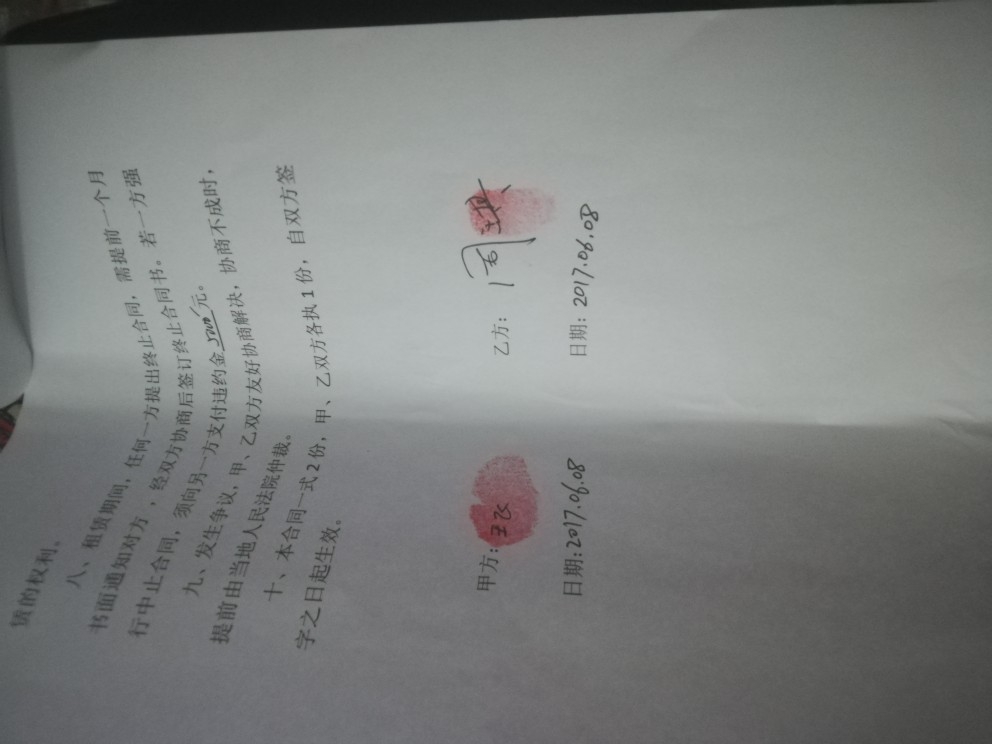 赁的权利。
八、租赁期间，任何一方提出终止合同，需提前一个月
书面通知对方，经双方协商后签订终止合同书。若一方强
行中止合同，须向另一方支付违约金5000元。
九、发生争议，甲、乙双方友好协商解决，协商不成时，
提前由当地人民法院仲裁。
十、本合同一式2份，甲、乙双方各执1份，自双方签
字之日起生效。
甲方： 乙方：
日期:2017.06.08 日期：2017.06.08